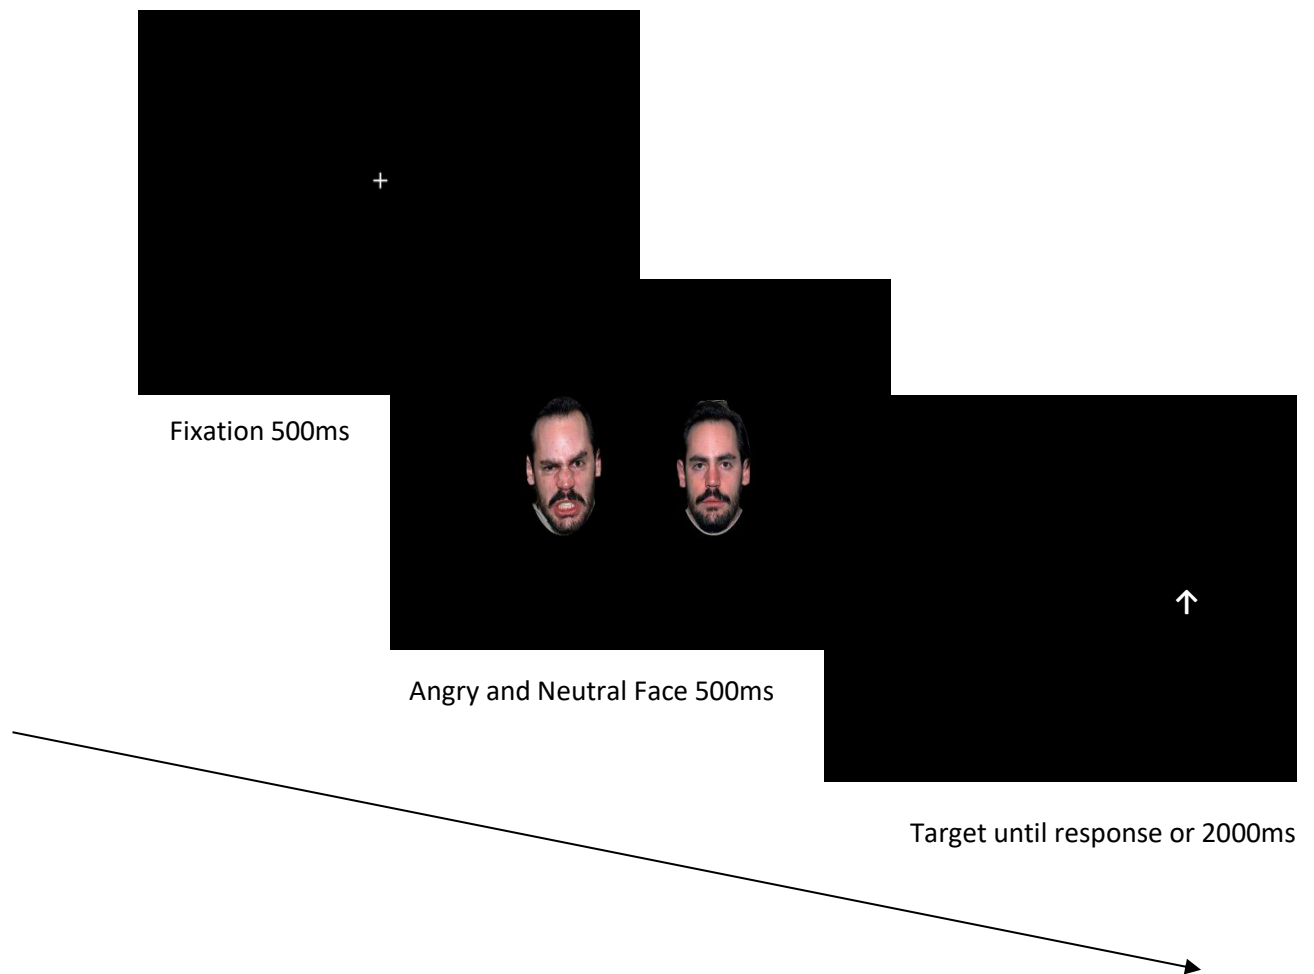 Fixation 500ms
Angry and Neutral Face 500ms
Target until response or 2000ms